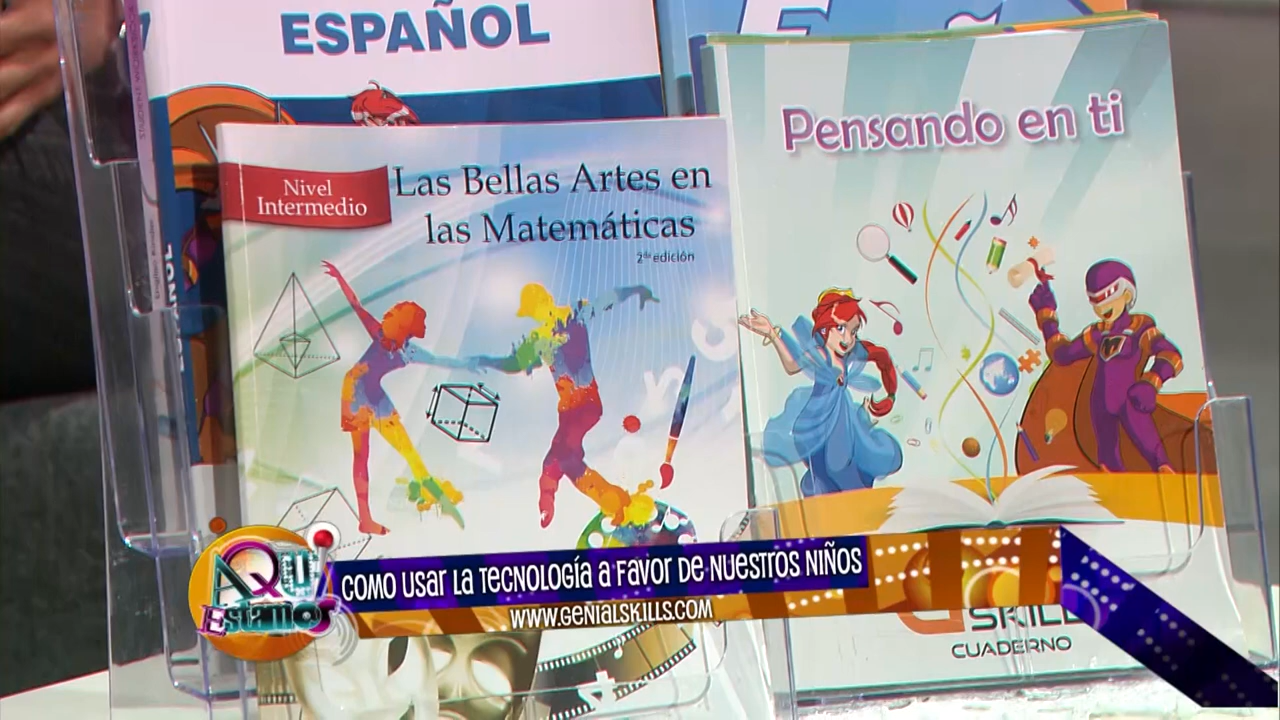 ESPAÑOL
Pensando en ti
Nivel
Intermedio
Las Bellas Artes en
las Matemáticas
2da edición
AQUÍ
Estamos
COMO USAR LA TECNOLOGÍA A FAVOR DE NUESTROS NIÑOS
WWW.GENIALSKILLS.COM
CUADERNO